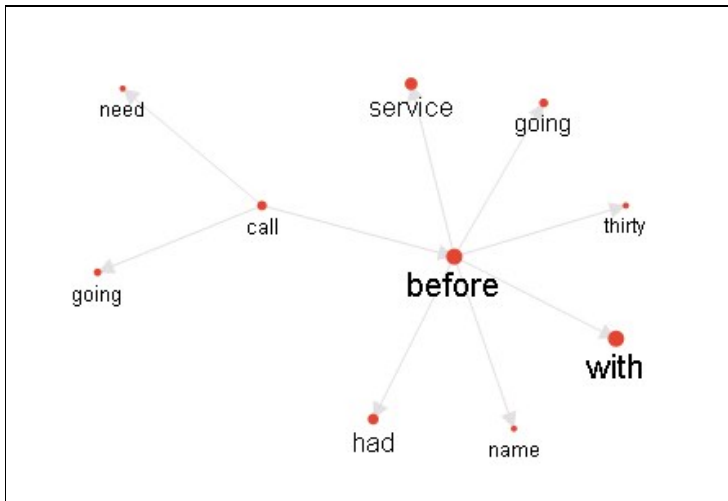 need
service
going
call
thirty
before
going
with
had
name